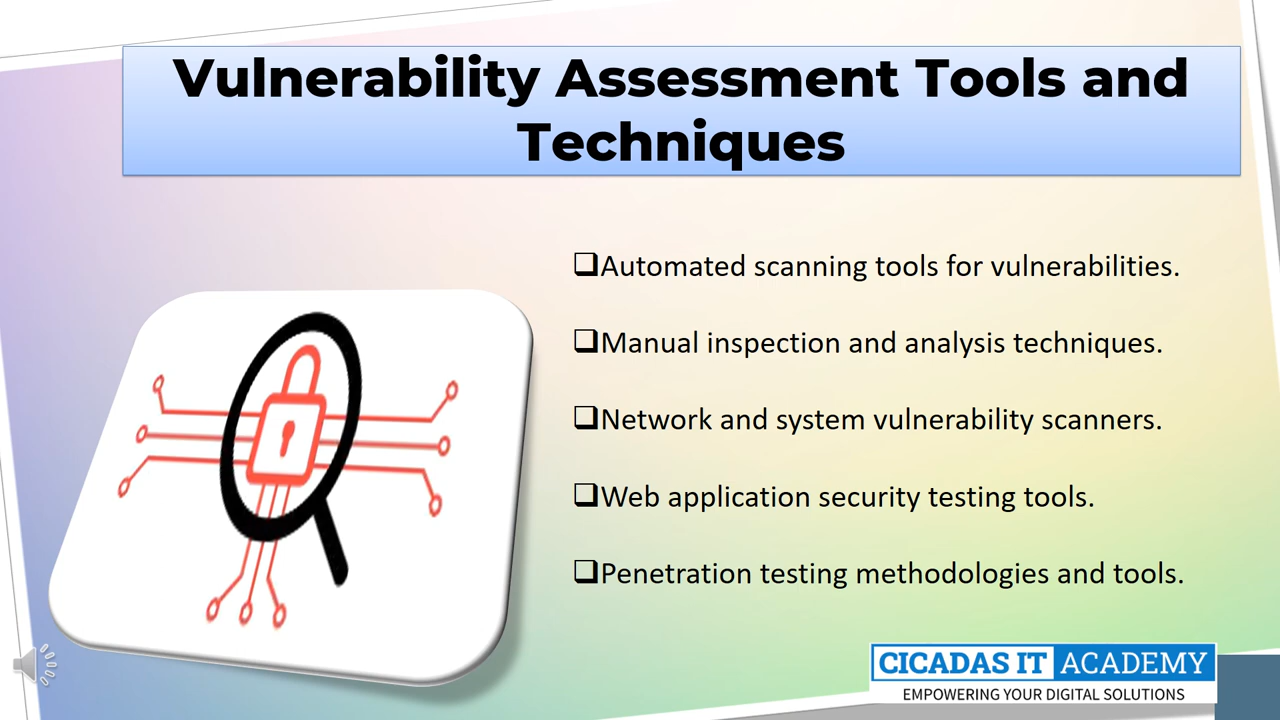 Vulnerability Assessment Tools and
Techniques
❑Automated scanning tools for vulnerabilities.
❑Manual inspection and analysis techniques.
❑Network and system vulnerability scanners.
❑Web application security testing tools.
❑Penetration testing methodologies and tools.
CICADAS IT ACADEMY
EMPOWERING YOUR DIGITAL SOLUTIONS